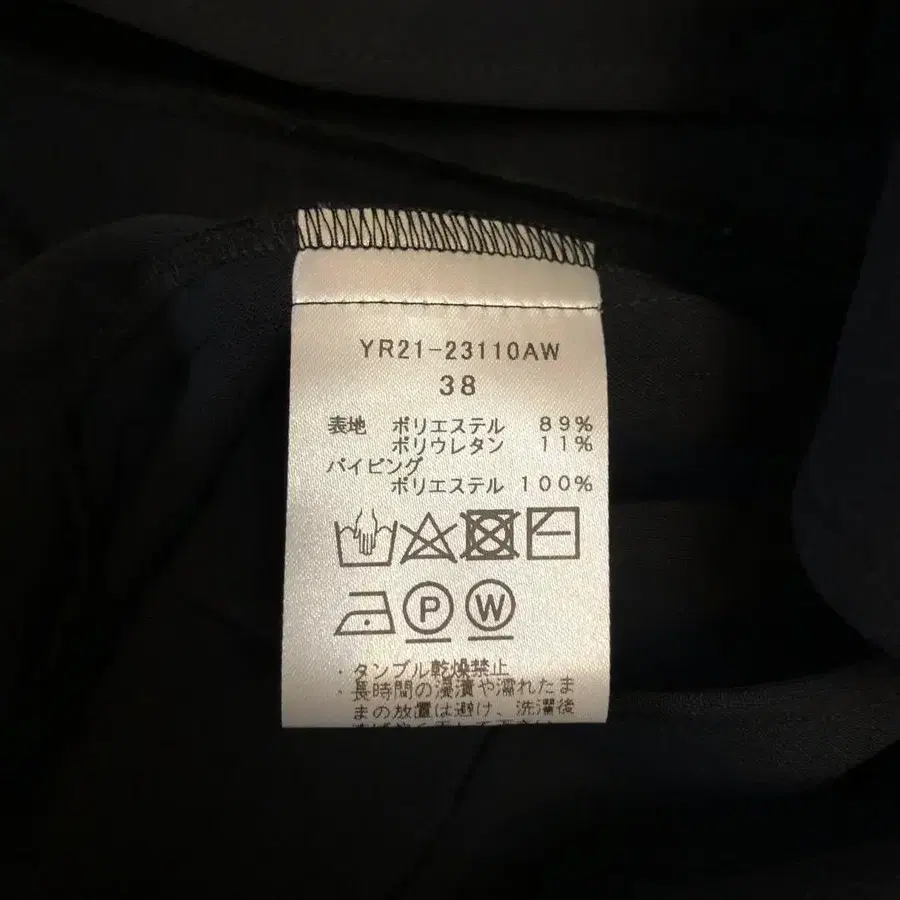 YR21-23110AW
38
表地 ポリエステル 89%
ポリウレタン 11%
パイピング
ポリエステル 100%
P W
・タンブル乾燥禁止
・長時間の浸漬や濡れたま
まの放置は避け、洗濯後